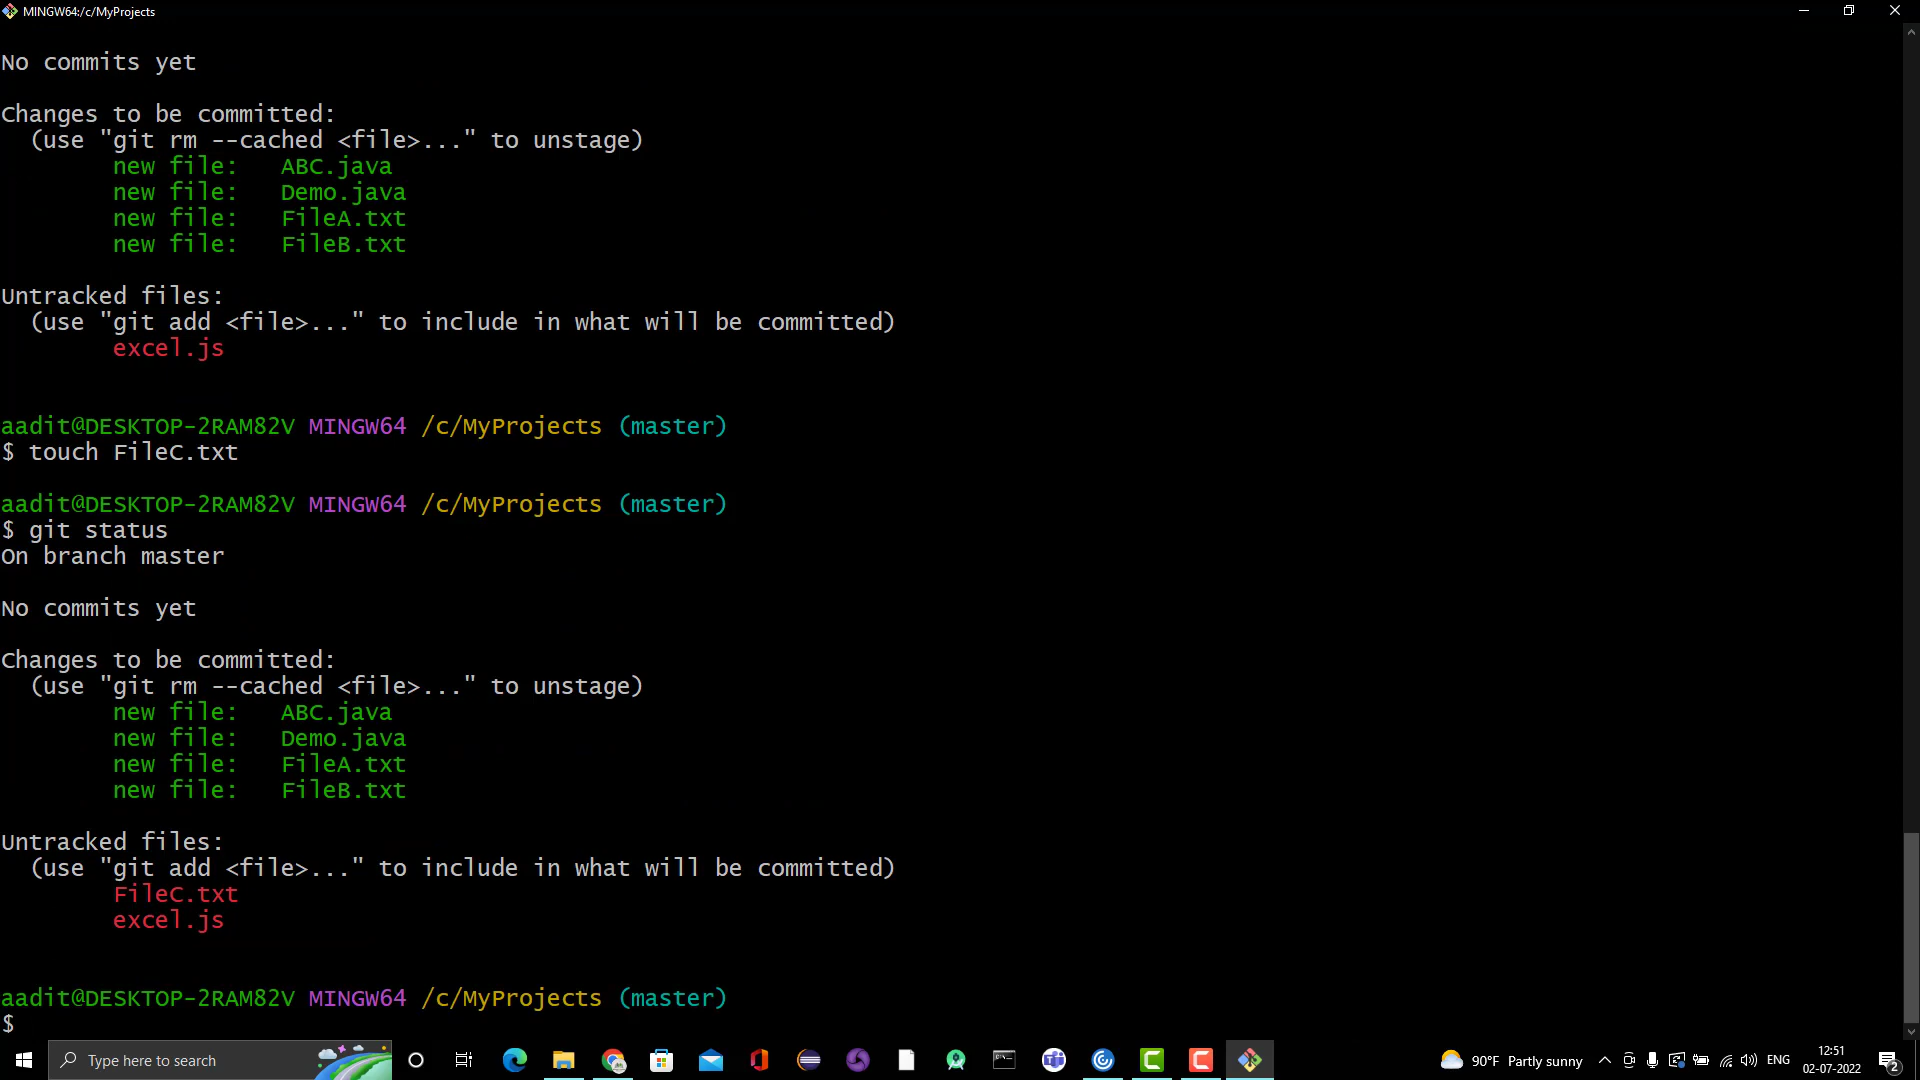 MINGW64:/c/MyProjects
No commits yet
Changes to be committed:
(use "git rm --cached <file>..." to unstage)
new file:   ABC.java
new file:   Demo.java
new file:   FileA.txt
new file:   FileB.txt
Untracked files:
(use "git add <file>..." to include in what will be committed)
excel.js
aadit@DESKTOP-2RAM82V MINGW64 /c/MyProjects (master)
$ touch FileC.txt
aadit@DESKTOP-2RAM82V MINGW64 /c/MyProjects (master)
$ git status
On branch master
No commits yet
Changes to be committed:
(use "git rm --cached <file>..." to unstage)
new file:   ABC.java
new file:   Demo.java
new file:   FileA.txt
new file:   FileB.txt
Untracked files:
(use "git add <file>..." to include in what will be committed)
FileC.txt
excel.js
aadit@DESKTOP-2RAM82V MINGW64 /c/MyProjects (master)
$
Type here to search
90°F Partly sunny
ENG
12:51
02-07-2022
2